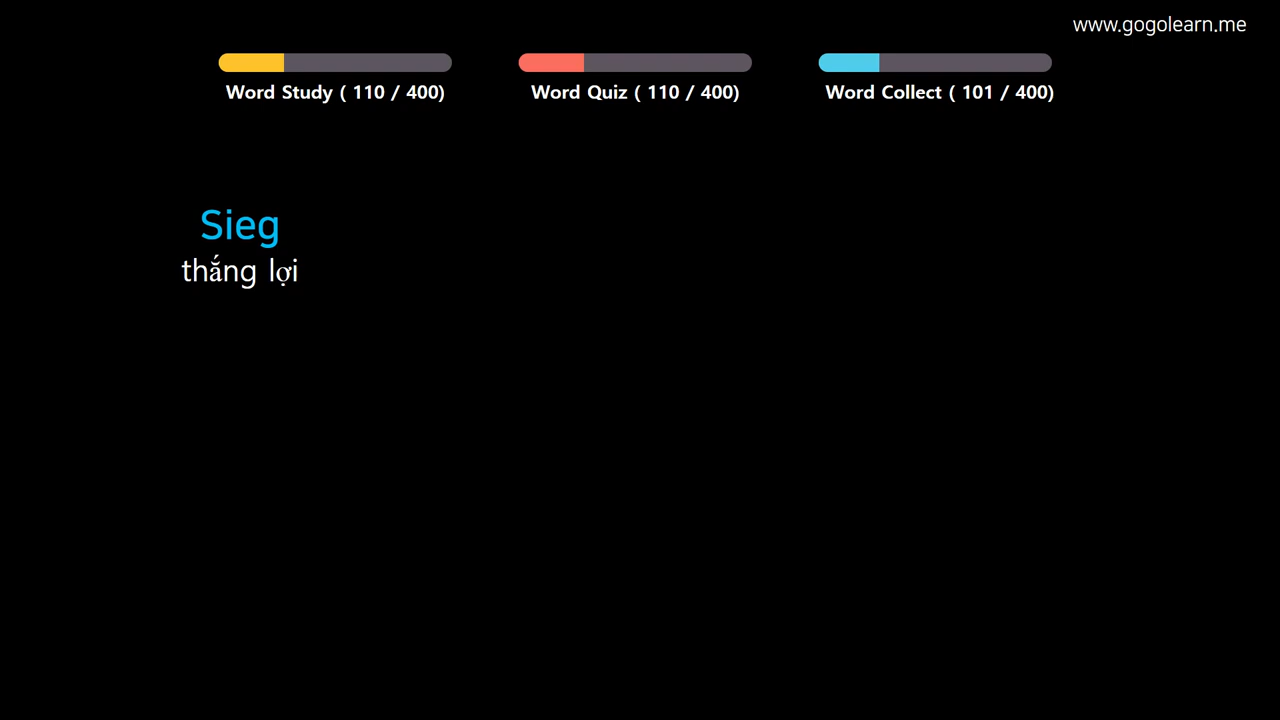 www.gogolearn.me
Word Study ( 110 / 400)
Word Quiz ( 110 / 400)
Word Collect ( 101 / 400)
Sieg
thắng lợi